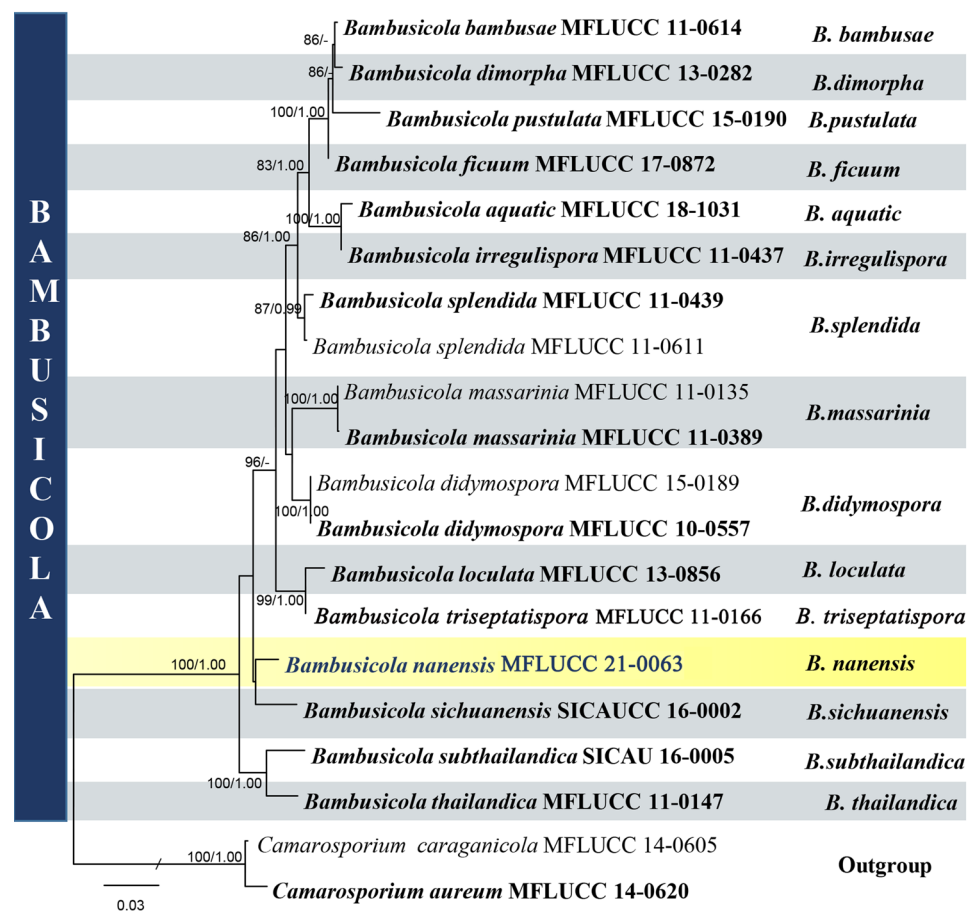 86/-
Bambusicola bambusae MFLUCC 11-0614
B. bambusae
86/-
Bambusicola dimorpha MFLUCC 13-0282
B.dimorpha
100/1.00
Bambusicola pustulata MFLUCC 15-0190
B.pustulata
83/1.00
Bambusicola ficuum MFLUCC 17-0872
B. ficuum
100/1.00
Bambusicola aquatic MFLUCC 18-1031
B. aquatic
86/1.00
Bambusicola irregulispora MFLUCC 11-0437
B.irregulispora
87/0.99
Bambusicola splendida MFLUCC 11-0439
B.splendida
Bambusicola splendida MFLUCC 11-0611
100/1.00
Bambusicola massarinia MFLUCC 11-0135
B.massarinia
Bambusicola massarinia MFLUCC 11-0389
96/-
Bambusicola didymospora MFLUCC 15-0189
B.didymospora
100/1.00
Bambusicola didymospora MFLUCC 10-0557
Bambusicola loculata MFLUCC 13-0856
B. loculata
99/1.00
Bambusicola triseptatispora MFLUCC 11-0166
B. triseptatispora
100/1.00
Bambusicola nanensis MFLUCC 21-0063
B. nanensis
Bambusicola sichuanensis SICAUCC 16-0002
B.sichuanensis
Bambusicola subthailandica SICAU 16-0005
B.subthailandica
100/1.00
Bambusicola thailandica MFLUCC 11-0147
B. thailandica
100/1.00
Camarosporium caraganicola MFLUCC 14-0605
Outgroup
Camarosporium aureum MFLUCC 14-0620
0.03
BAMBUSICOLA